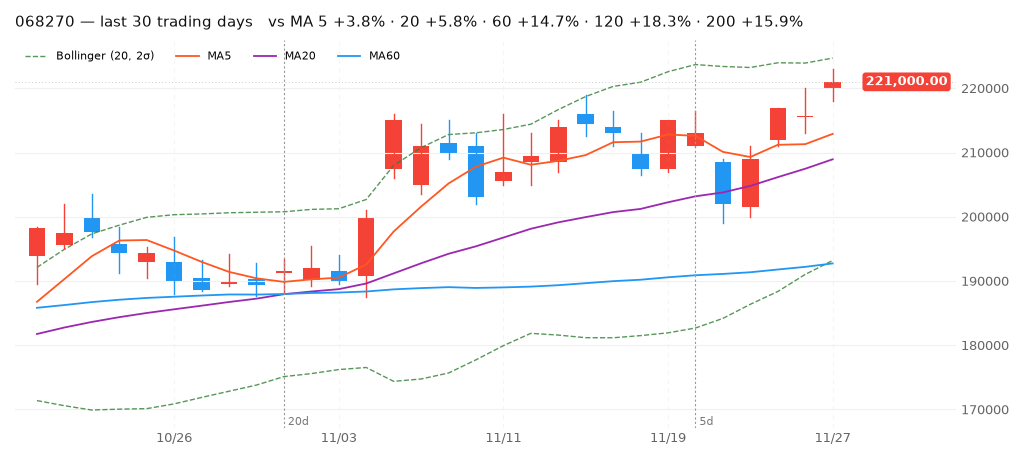 068270 — last 30 trading days   vs MA 5 +3.8% · 20 +5.8% · 60 +14.7% · 120 +18.3% · 200 +15.9%
Bollinger (20, 2σ)   MA5   MA20   MA60
221,000.00
220000
210000
200000
190000
180000
170000
20d   5d
10/26   11/03   11/11   11/19   11/27